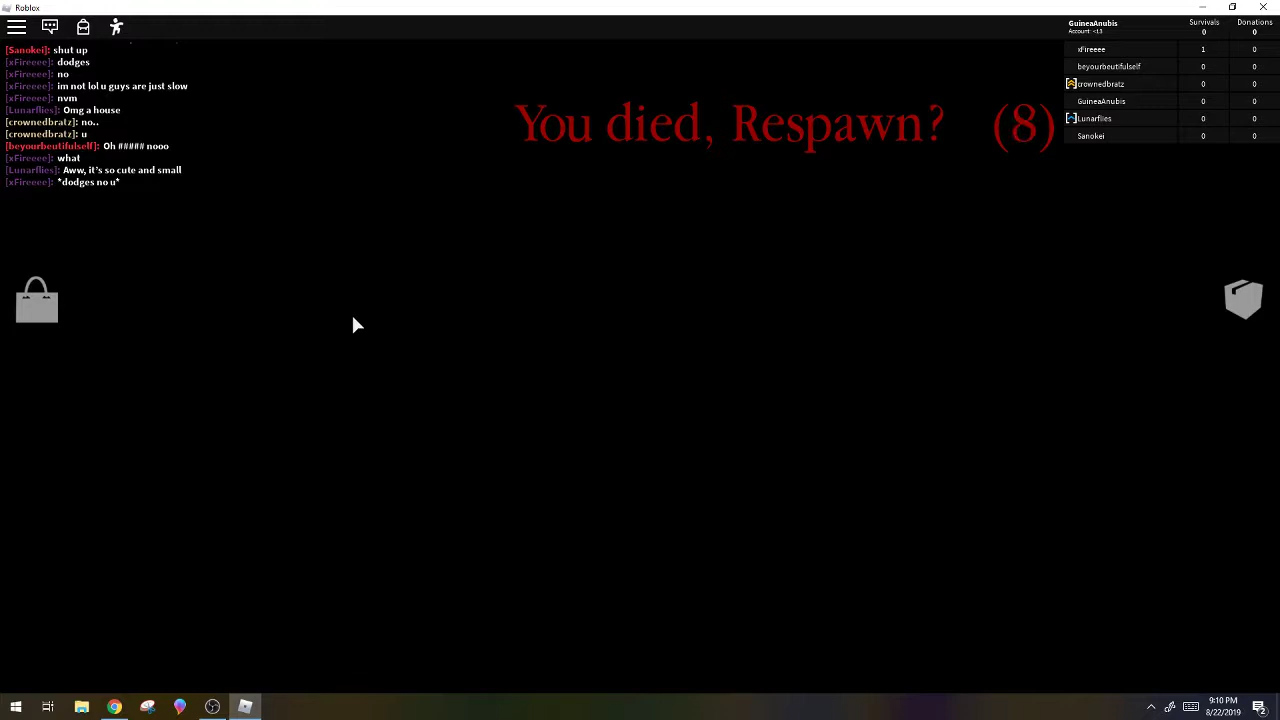 Roblox
[Sanokei]: shut up
[xFireeee]: dodges
[xFireeee]: no
[xFireeee]: im not lol u guys are just slow
[xFireeee]: nvm
[Lunarflies]: Omg a house
[crownedbratz]: no..
[crownedbratz]: u
[beyourbeutifulself]: Oh ##### nooo
[xFireeee]: what
[Lunarflies]: Aww, it's so cute and small
[xFireeee]: *dodges no u*
You died, Respawn? (8)
GuineaAnubis Survivals Donations
Account: <13 0 0
xFireeee 1 0
beyourbeutifulself 0 0
crownedbratz 0 0
GuineaAnubis 0 0
Lunarflies 0 0
Sanokei 0 0
9:10 PM
8/22/2019
2